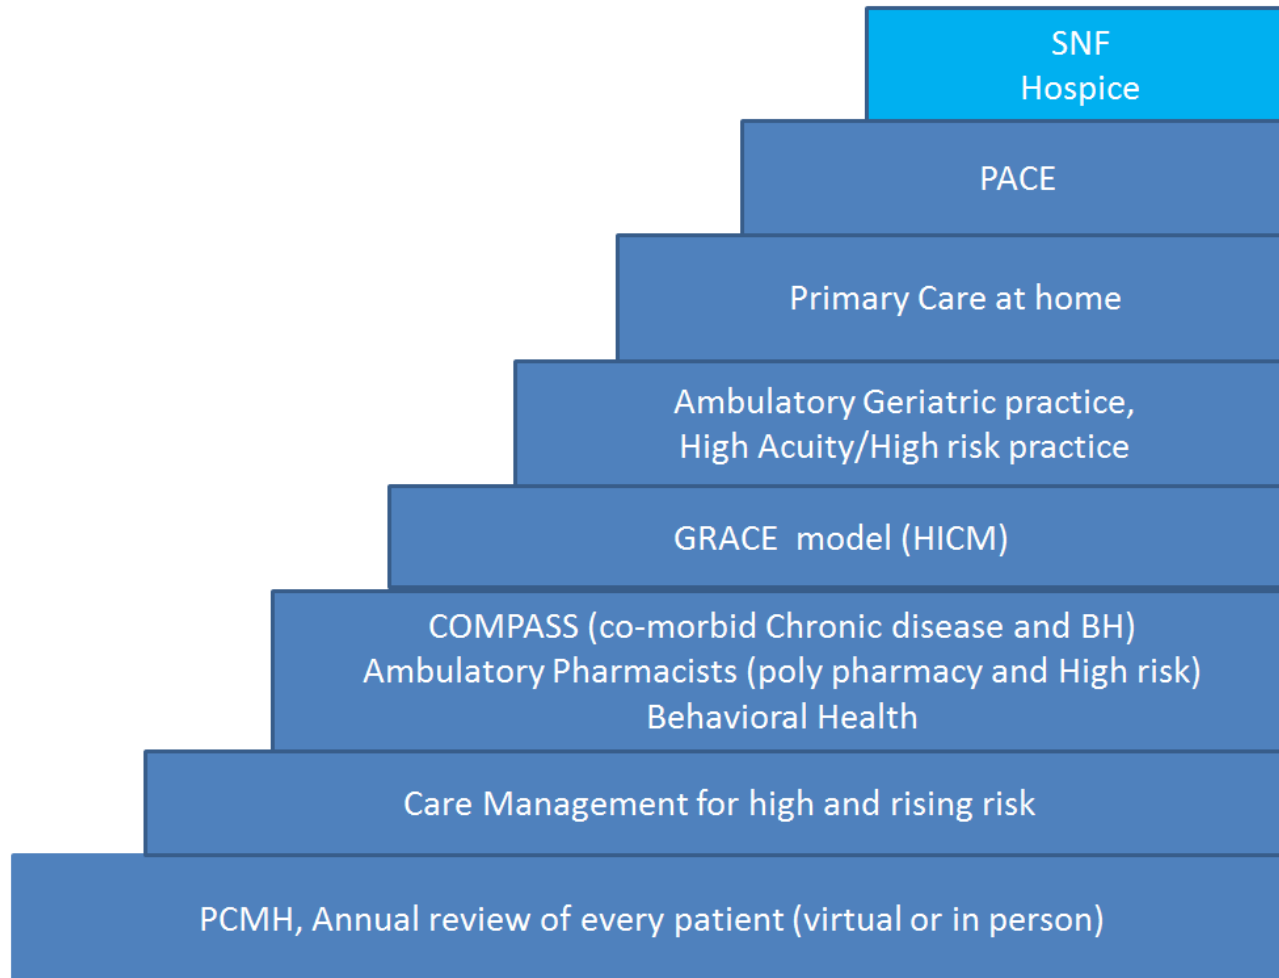 SNF
Hospice
PACE
Primary Care at home
Ambulatory Geriatric practice,
High Acuity/High risk practice
GRACE  model (HICM)
COMPASS (co-morbid Chronic disease and BH)
Ambulatory Pharmacists (poly pharmacy and High risk)
Behavioral Health
Care Management for high and rising risk
PCMH, Annual review of every patient (virtual or in person)